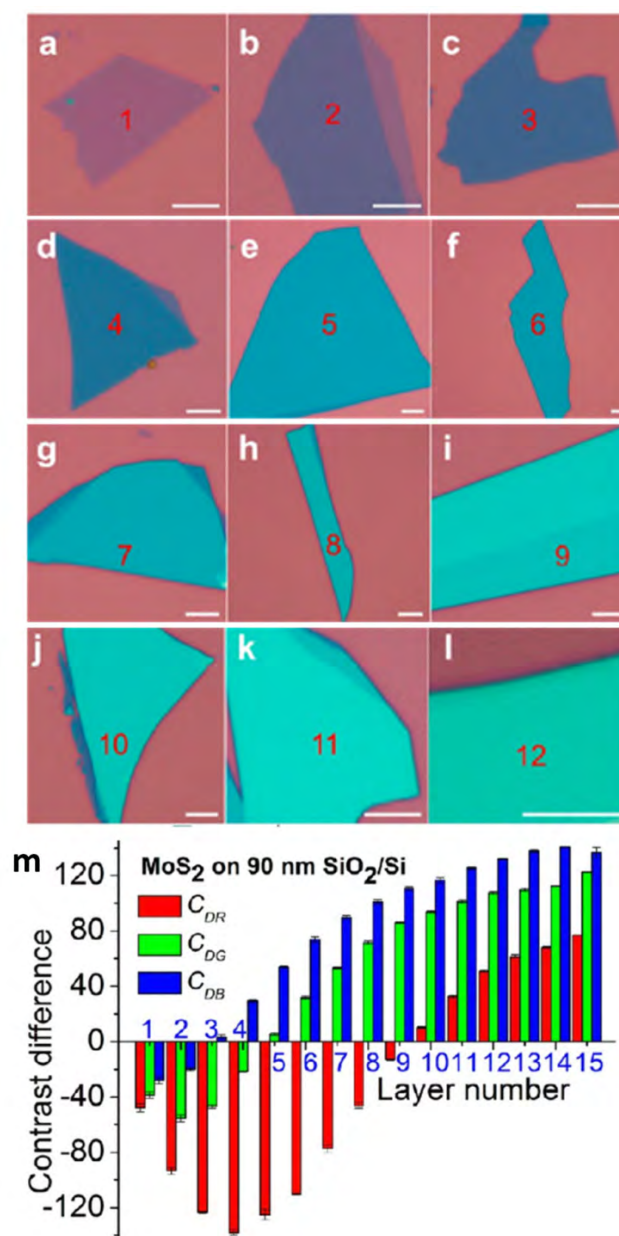 a b c
1 2 3
d e f
4 5 6
g h i
7 8 9
j k l
10 11 12
m
MoS2 on 90 nm SiO2/Si
CDR
CDG
CDB
Contrast difference
120
80
40
0
-40
-80
-120
1 2 3 4 5 6 7 8 9 10 11 12 13 14 15
Layer number